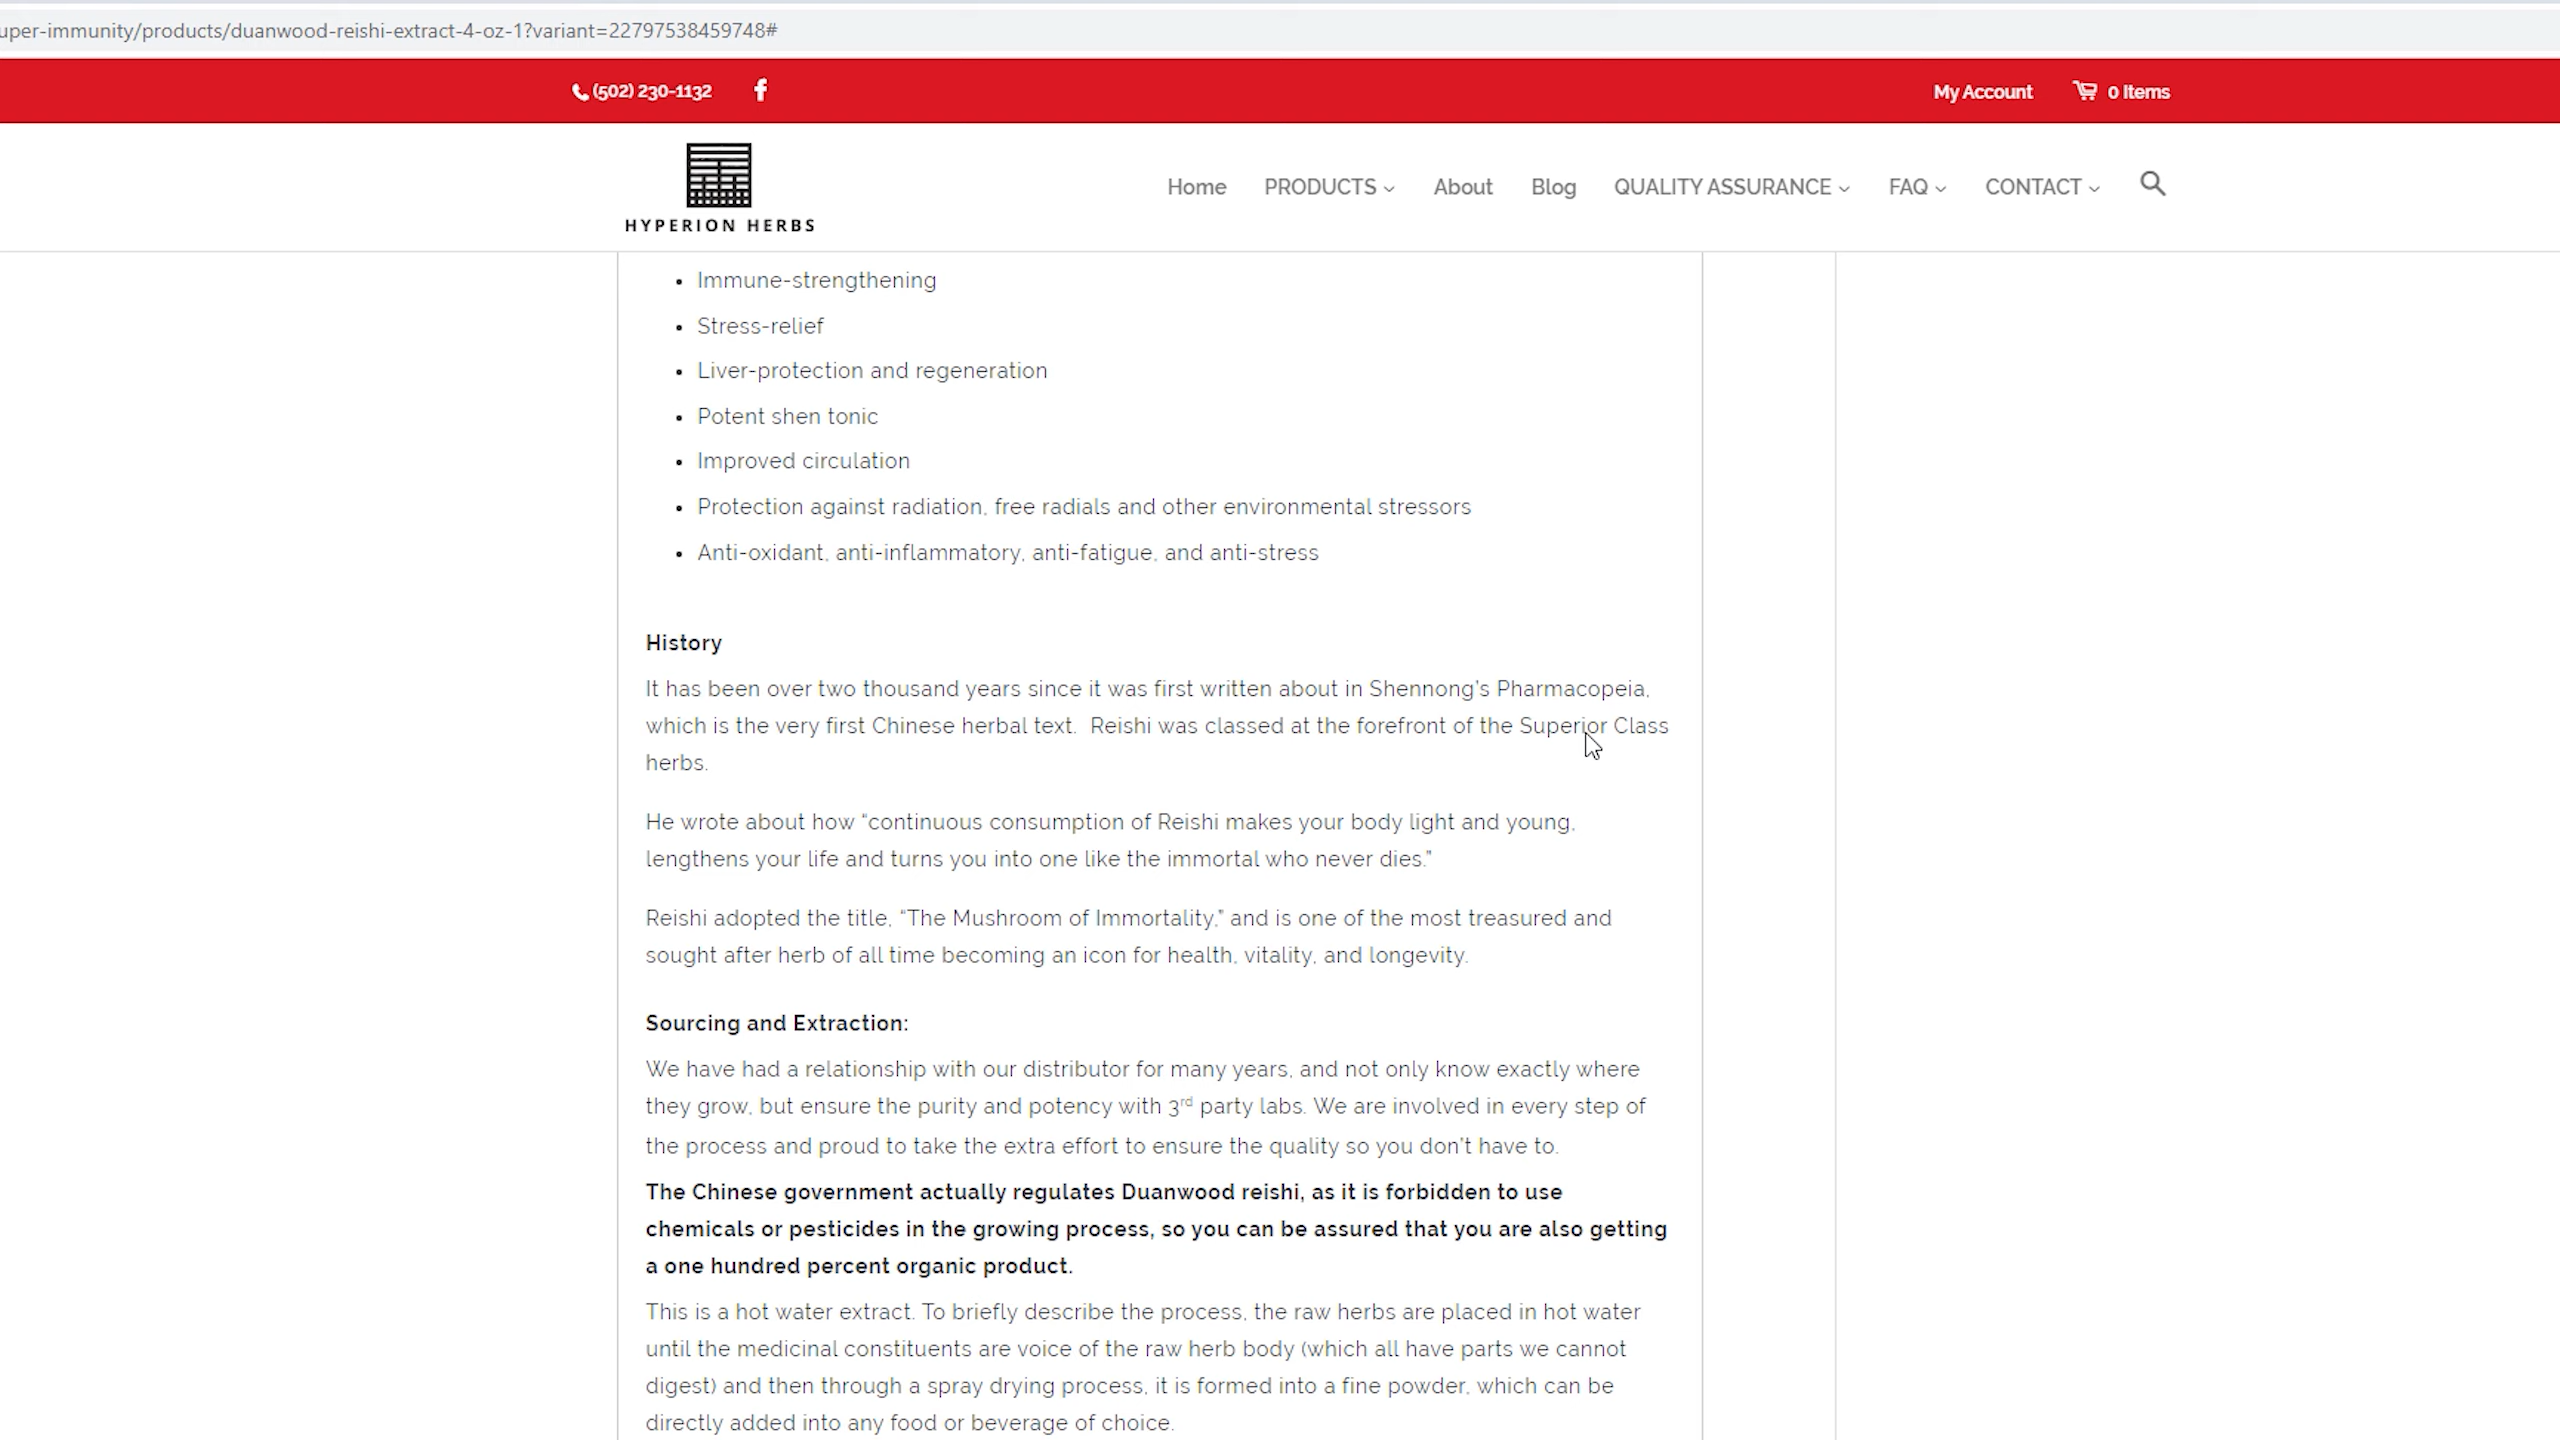 uper-immunity/products/duanwood-reishi-extract-4-oz-1?variant=22797538459748#
(502) 230-1132
My Account
0 Items
HYPERION HERBS
Home
PRODUCTS
About
Blog
QUALITY ASSURANCE
FAQ
CONTACT
• Immune-strengthening
• Stress-relief
• Liver-protection and regeneration
• Potent shen tonic
• Improved circulation
• Protection against radiation, free radials and other environmental stressors
• Anti-oxidant, anti-inflammatory, anti-fatigue, and anti-stress
History
It has been over two thousand years since it was first written about in Shennong's Pharmacopeia,
which is the very first Chinese herbal text.  Reishi was classed at the forefront of the Superior Class
herbs.
He wrote about how “continuous consumption of Reishi makes your body light and young,
lengthens your life and turns you into one like the immortal who never dies.”
Reishi adopted the title, “The Mushroom of Immortality,” and is one of the most treasured and
sought after herb of all time becoming an icon for health, vitality, and longevity.
Sourcing and Extraction:
We have had a relationship with our distributor for many years, and not only know exactly where
they grow, but ensure the purity and potency with 3rd party labs. We are involved in every step of
the process and proud to take the extra effort to ensure the quality so you don't have to.
The Chinese government actually regulates Duanwood reishi, as it is forbidden to use
chemicals or pesticides in the growing process, so you can be assured that you are also getting
a one hundred percent organic product.
This is a hot water extract. To briefly describe the process, the raw herbs are placed in hot water
until the medicinal constituents are voice of the raw herb body (which all have parts we cannot
digest) and then through a spray drying process, it is formed into a fine powder, which can be
directly added into any food or beverage of choice.